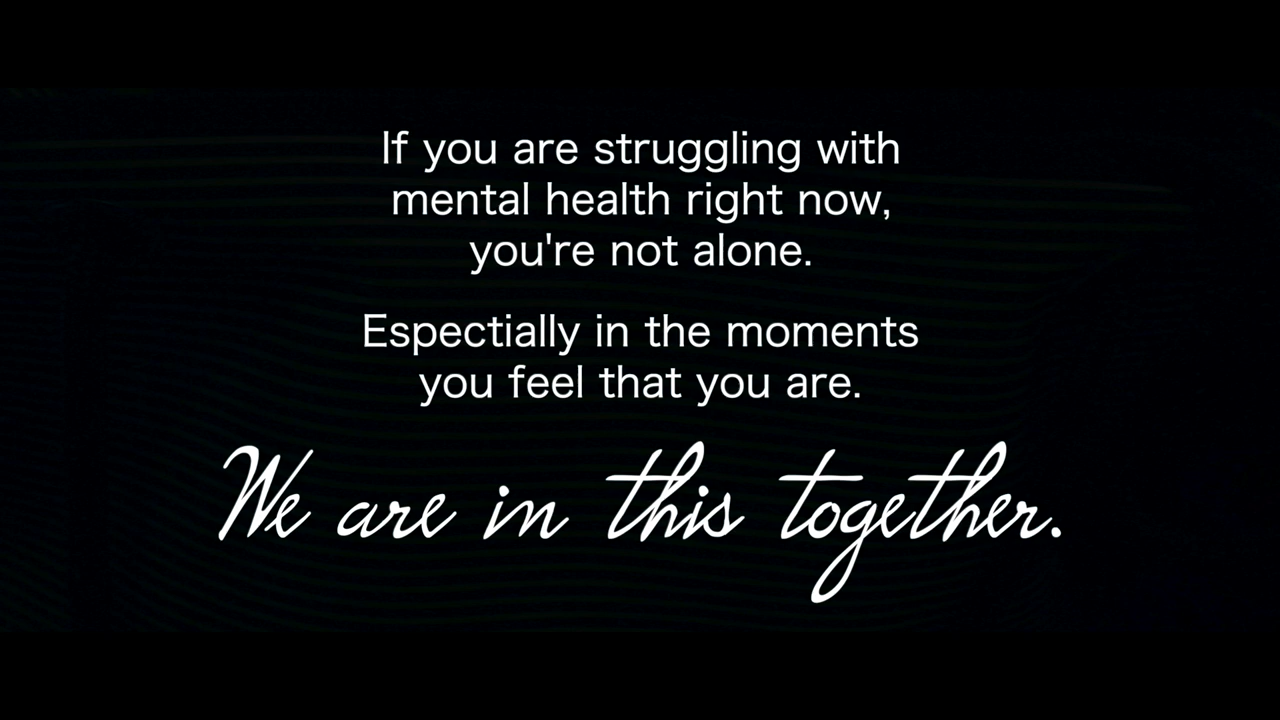 If you are struggling with
mental health right now,
you're not alone.
Espectially in the moments
you feel that you are.
We are in this together.